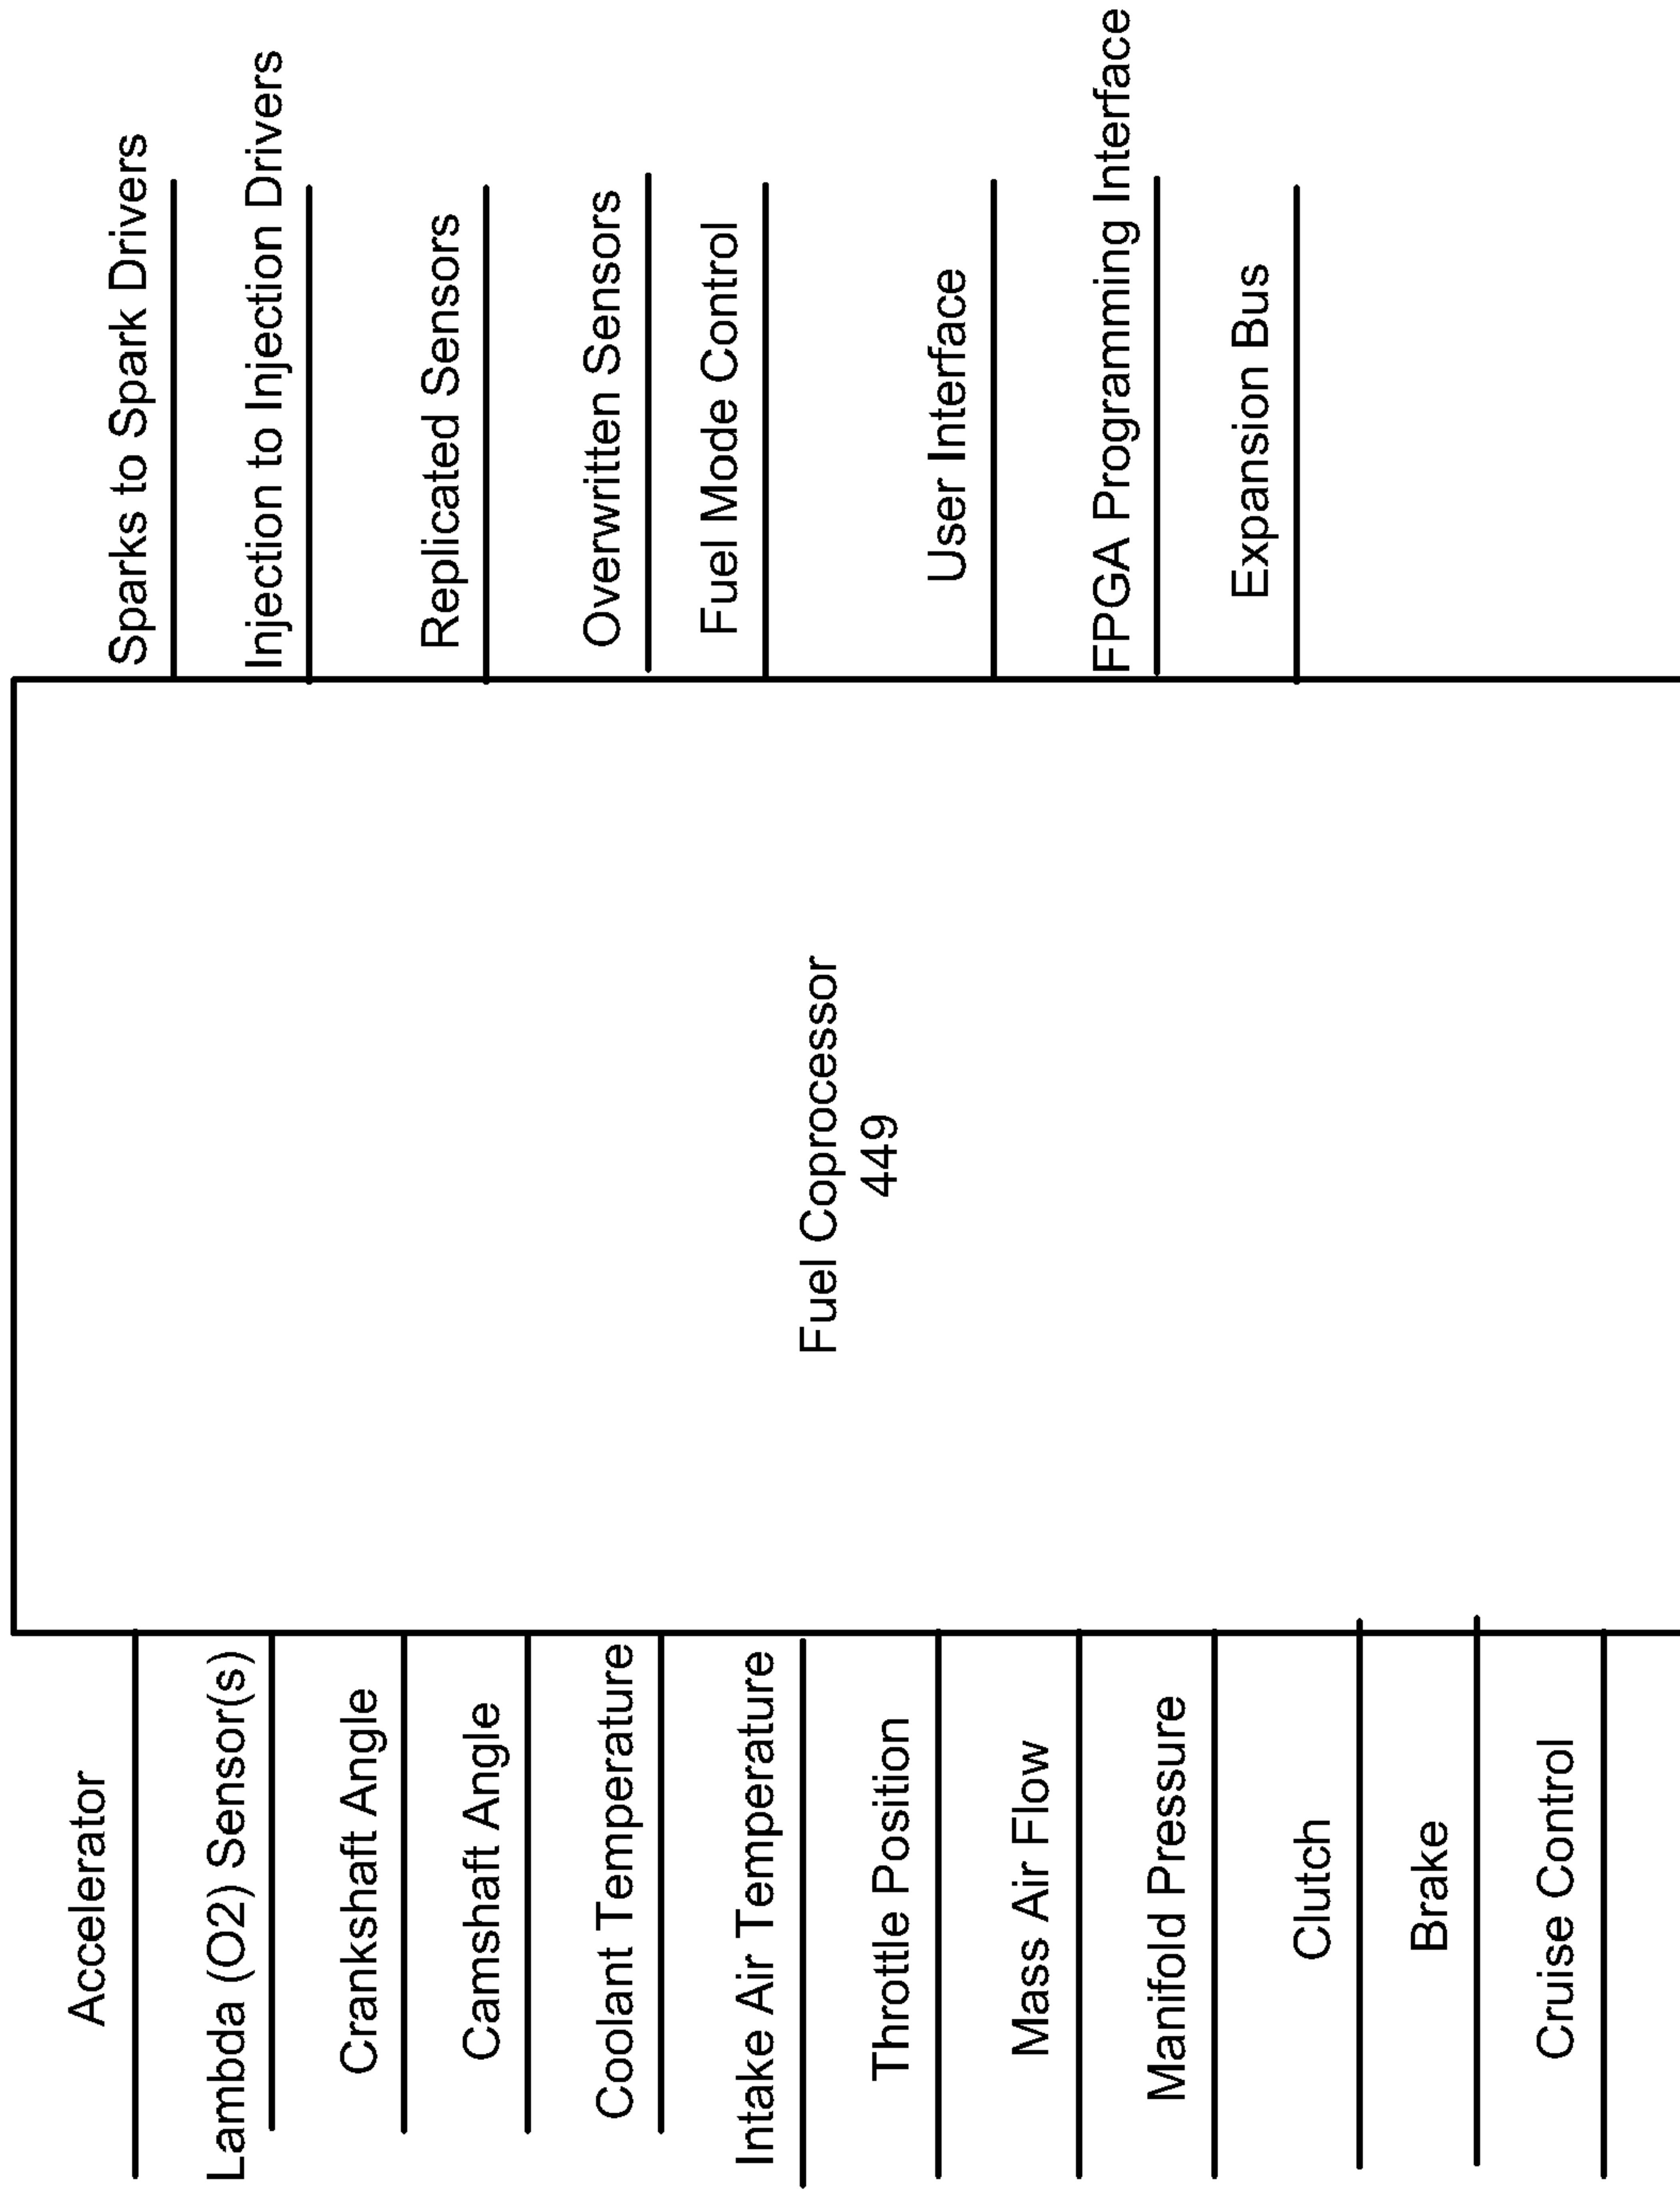 Accelerator
Lambda (O2) Sensor(s)
Crankshaft Angle
Camshaft Angle
Coolant Temperature
Intake Air Temperature
Throttle Position
Mass Air Flow
Manifold Pressure
Clutch
Brake
Cruise Control
Fuel Coprocessor
449
Sparks to Spark Drivers
Injection to Injection Drivers
Replicated Sensors
Overwritten Sensors
Fuel Mode Control
User Interface
FPGA Programming Interface
Expansion Bus